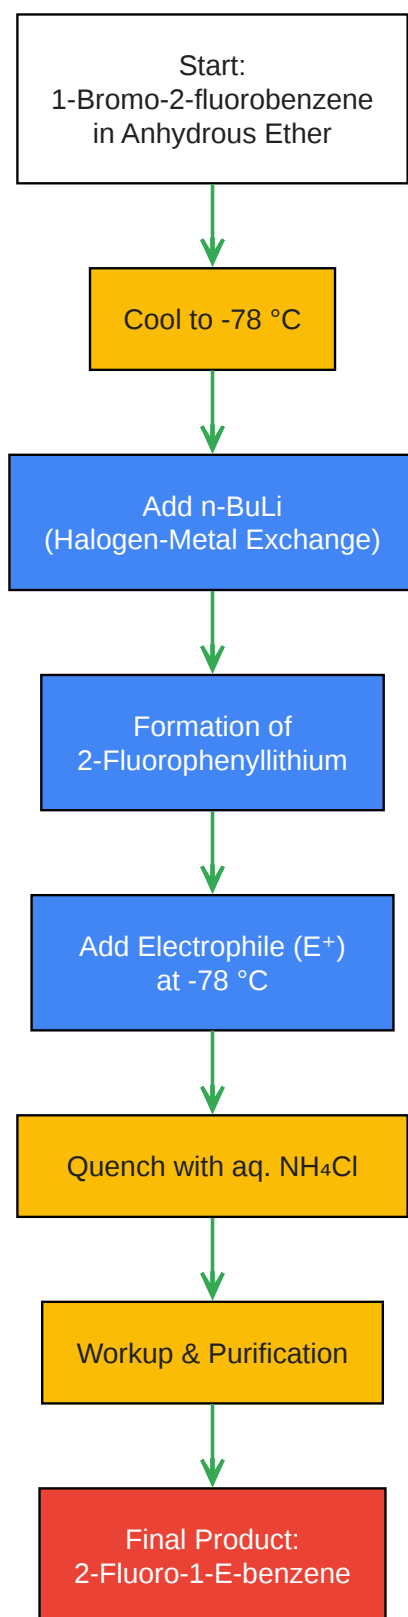 Start:
1-Bromo-2-fluorobenzene
in Anhydrous Ether
Cool to -78 °C
Add n-BuLi
(Halogen-Metal Exchange)
Formation of
2-Fluorophenyllithium
Add Electrophile (E⁺)
at -78 °C
Quench with aq. NH₄Cl
Workup & Purification
Final Product:
2-Fluoro-1-E-benzene